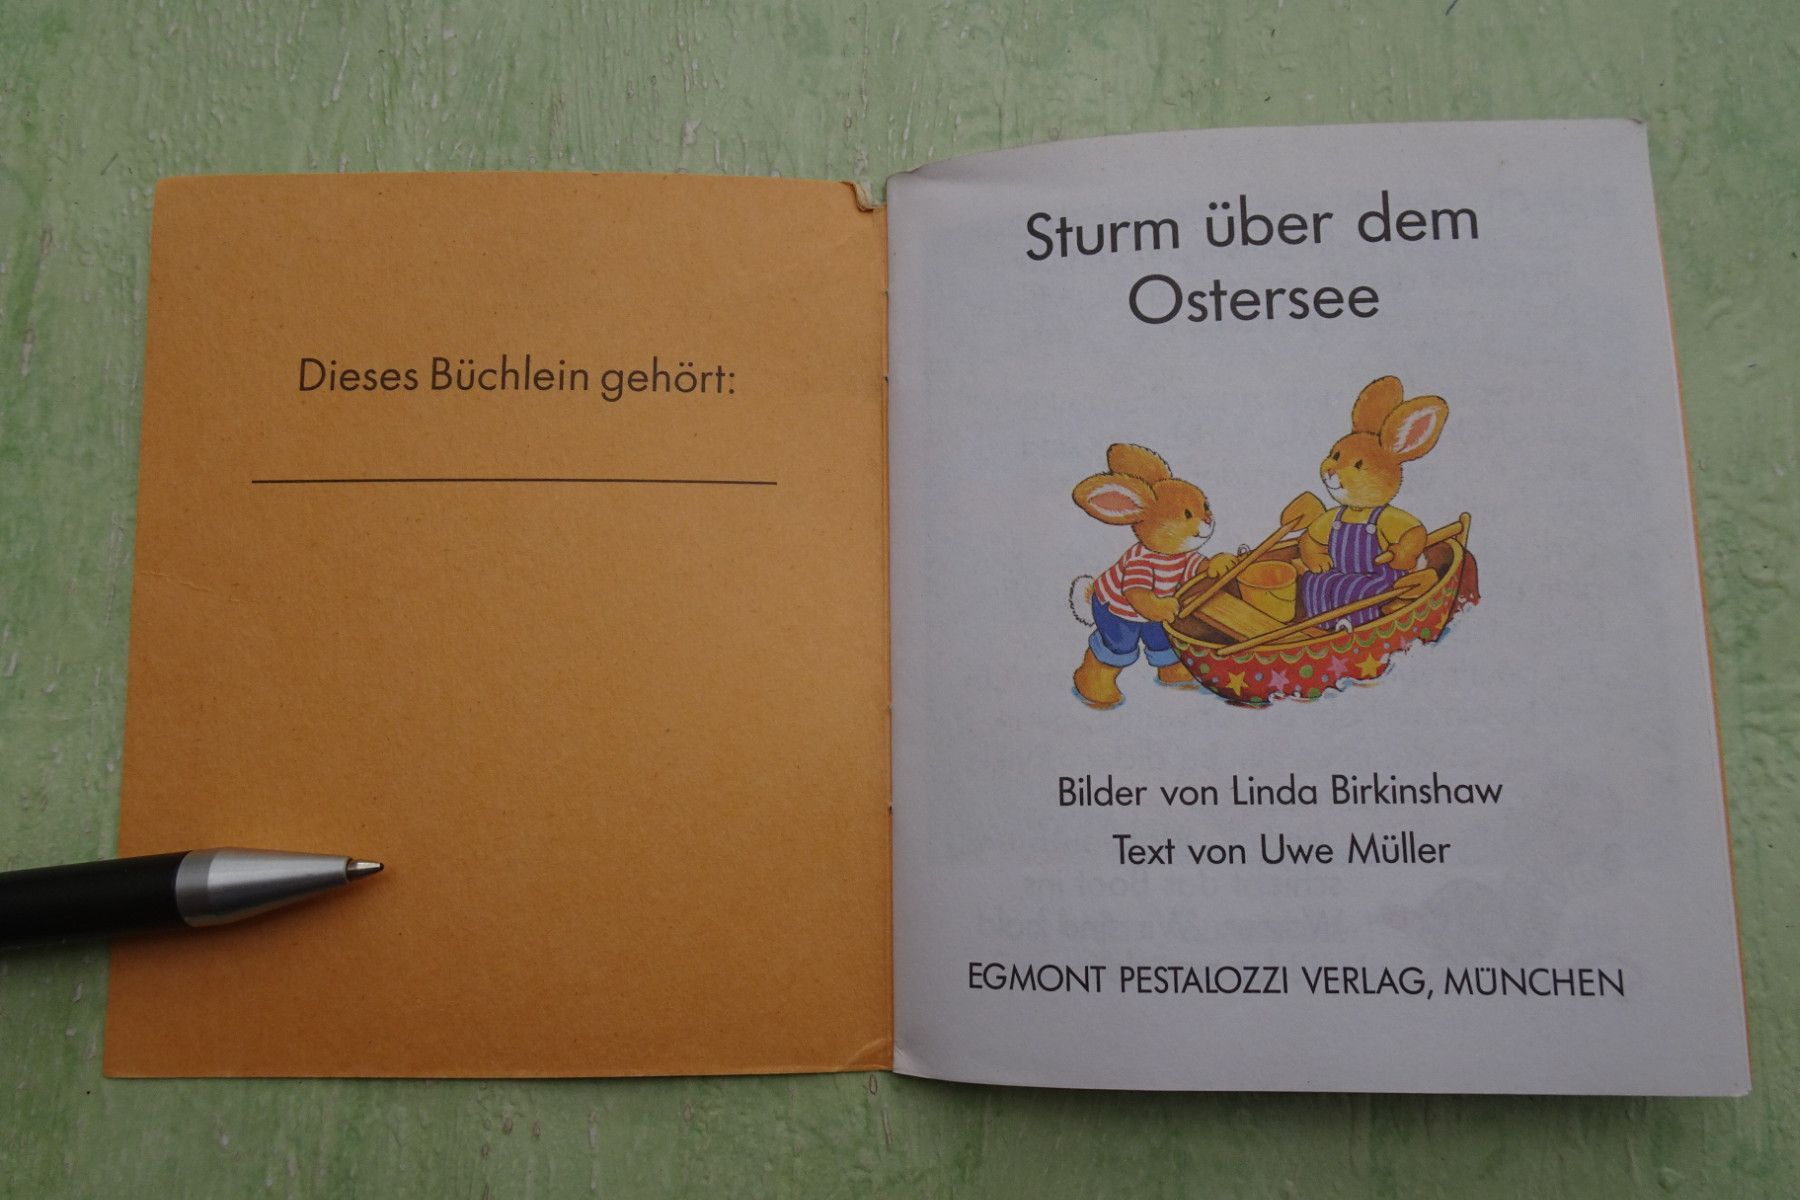 Dieses Büchlein gehört:
Sturm über dem
Ostersee
Bilder von Linda Birkinshaw
Text von Uwe Müller
EGMONT PESTALOZZI VERLAG, MÜNCHEN